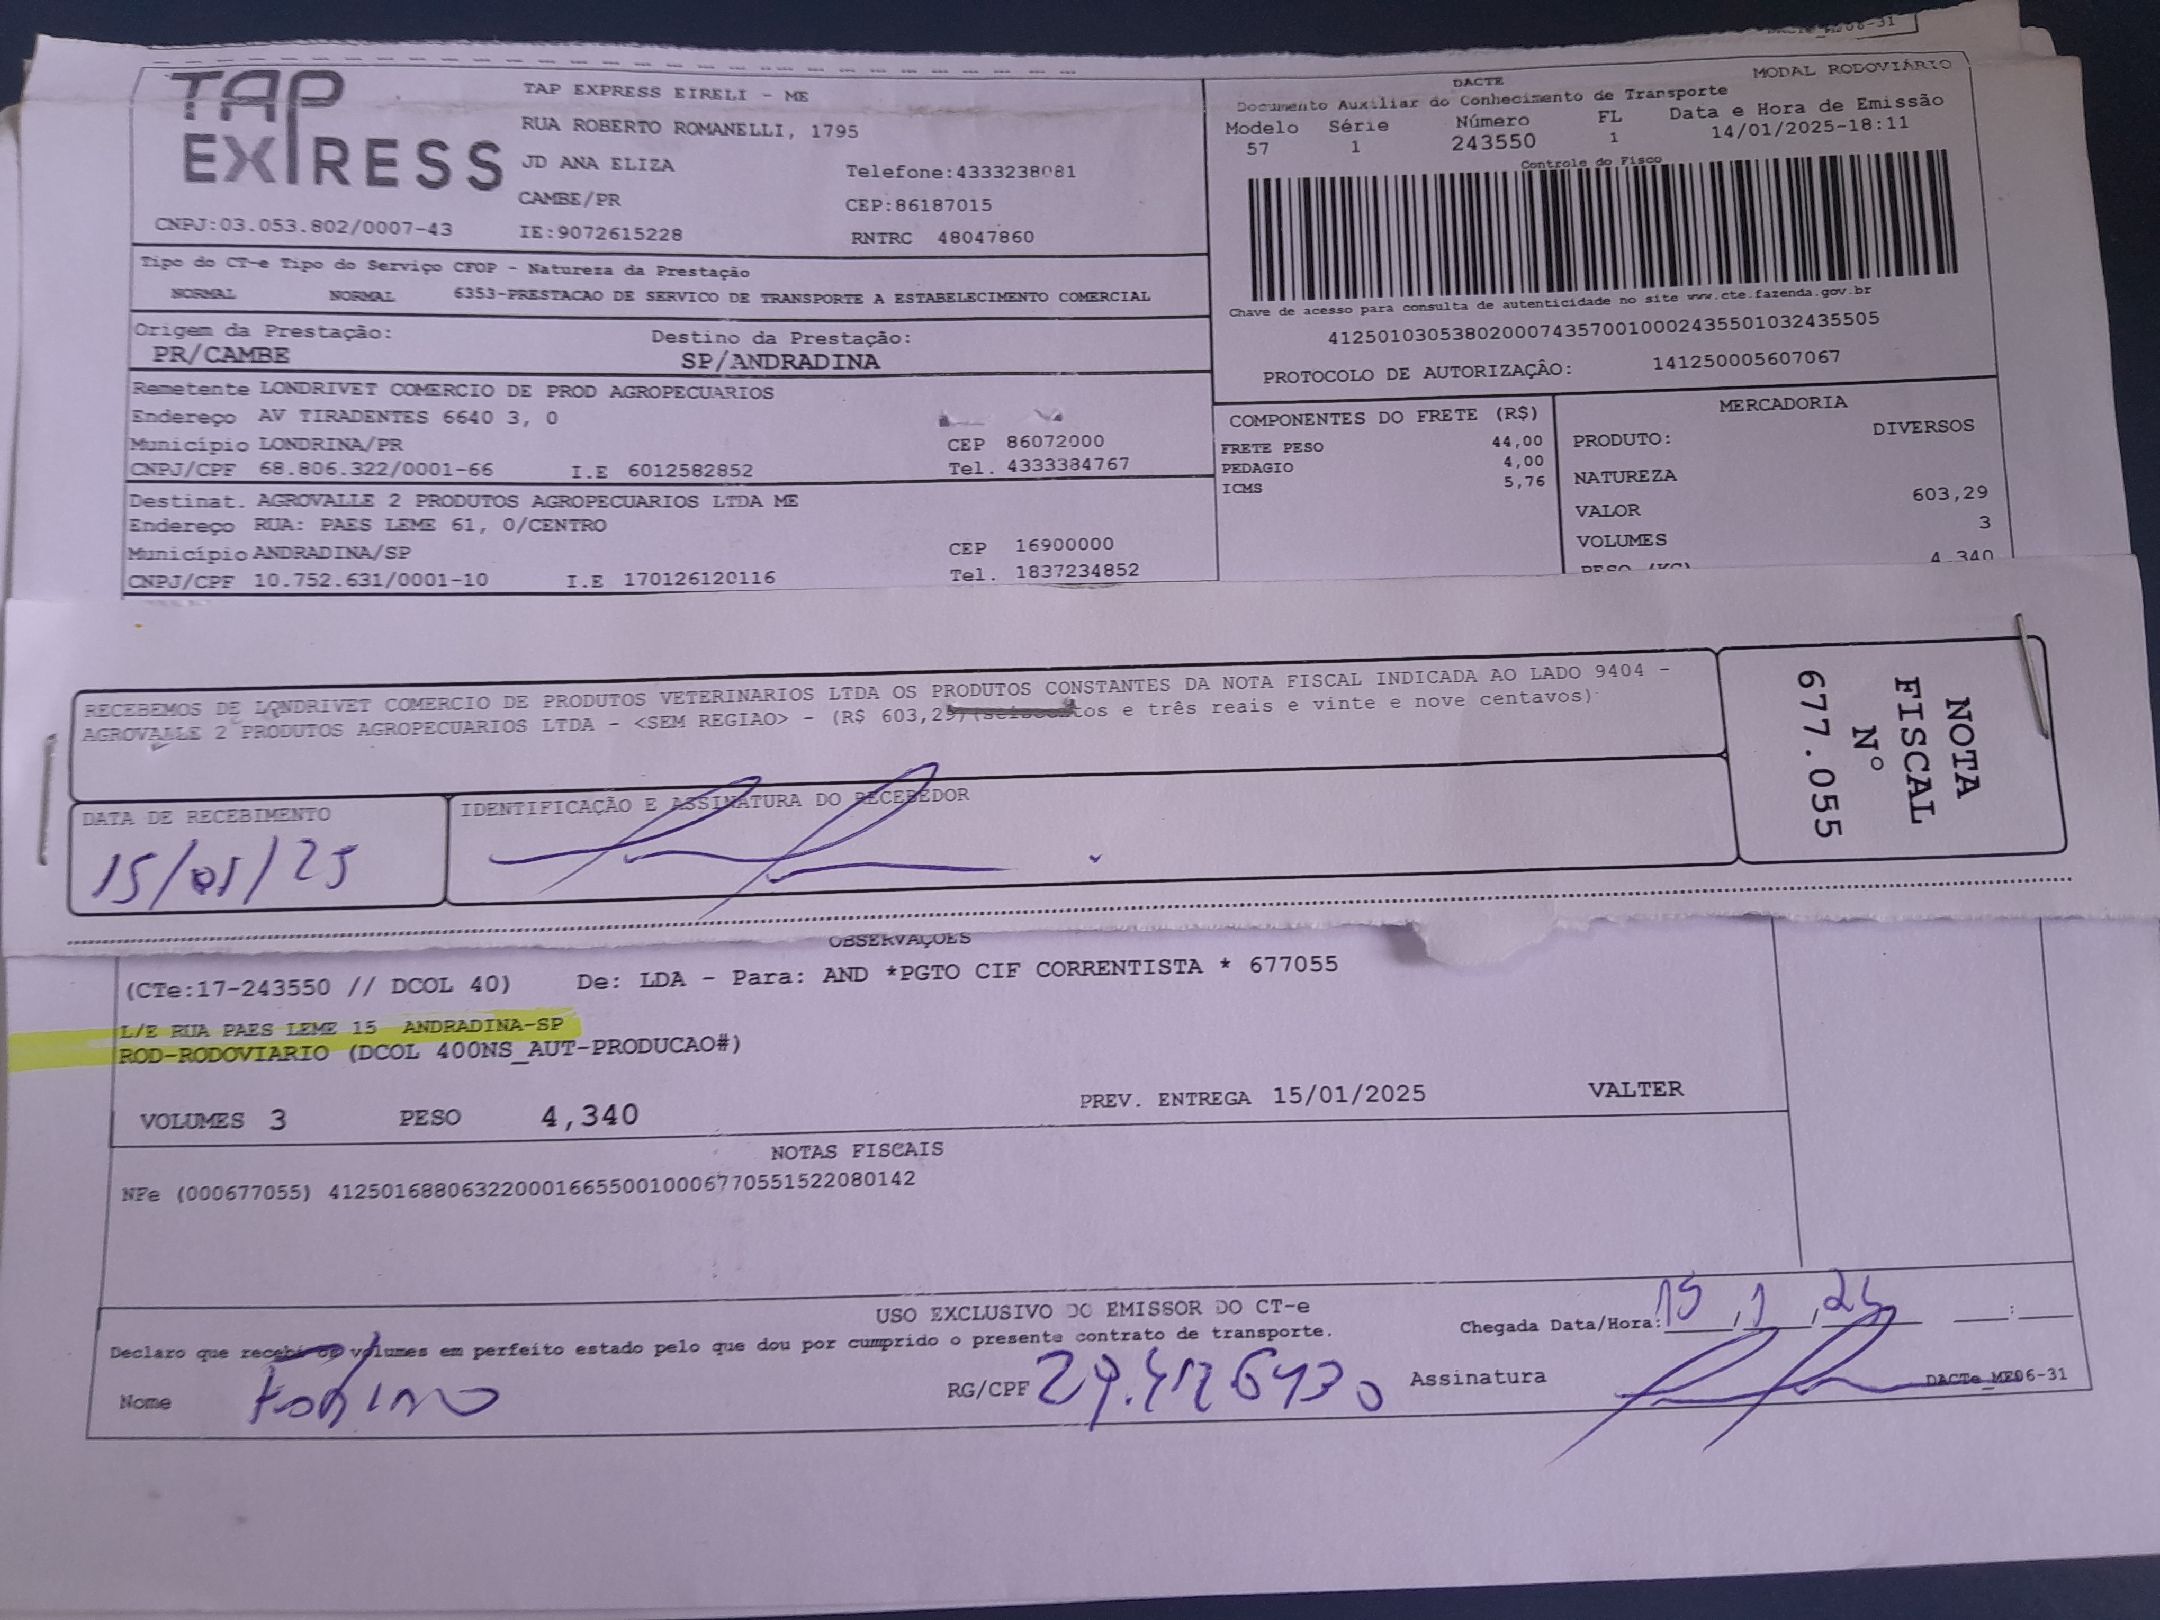 DACTE_ME06-31
TAP EXPRESS
TAP EXPRESS EIRELI - ME
RUA ROBERTO ROMANELLI, 1795
JD ANA ELIZA
Telefone:4333238081
CAMBE/PR
CEP:86187015
CNPJ:03.053.802/0007-43
IE:9072615228
RNTRC 48047860
DACTE
MODAL RODOVIÁRIO
Documento Auxiliar do Conhecimento de Transporte
Modelo Série Número FL Data e Hora de Emissão
57 1 243550 1 14/01/2025-18:11
Controle do Fisco
Chave de acesso para consulta de autenticidade no site www.cte.fazenda.gov.br
41250103053802000743570010002435501032435505
PROTOCOLO DE AUTORIZAÇÂO: 141250005607067
Tipo do CT-e Tipo do Serviço CFOP - Natureza da Prestação
NORMAL NORMAL 6353-PRESTACAO DE SERVICO DE TRANSPORTE A ESTABELECIMENTO COMERCIAL
Origem da Prestação: Destino da Prestação:
PR/CAMBE SP/ANDRADINA
Remetente LONDRIVET COMERCIO DE PROD AGROPECUARIOS
Endereço AV TIRADENTES 6640 3, 0
Município LONDRINA/PR CEP 86072000
CNPJ/CPF 68.806.322/0001-66 I.E 6012582852 Tel. 4333384767
Destinat. AGROVALLE 2 PRODUTOS AGROPECUARIOS LTDA ME
Endereço RUA: PAES LEME 61, 0/CENTRO
Município ANDRADINA/SP CEP 16900000
CNPJ/CPF 10.752.631/0001-10 I.E 170126120116 Tel. 1837234852
COMPONENTES DO FRETE (R$)
FRETE PESO 44,00
PEDAGIO 4,00
ICMS 5,76
MERCADORIA
PRODUTO: DIVERSOS
NATUREZA
VALOR 603,29
VOLUMES 3
PESO (KG) 4,340
RECEBEMOS DE LONDRIVET COMERCIO DE PRODUTOS VETERINARIOS LTDA OS PRODUTOS CONSTANTES DA NOTA FISCAL INDICADA AO LADO 9404 -
AGROVALLE 2 PRODUTOS AGROPECUARIOS LTDA - <SEM REGIAO> - (R$ 603,29)(seiscentos e três reais e vinte e nove centavos)
DATA DE RECEBIMENTO
15/01/25
IDENTIFICAÇÃO E ASSINATURA DO RECEBEDOR
NOTA
FISCAL
Nº
677.055
OBSERVAÇOES
(CTe:17-243550 // DCOL 40) De: LDA - Para: AND *PGTO CIF CORRENTISTA * 677055
L/E RUA PAES LEME 15 ANDRADINA-SP
ROD-RODOVIARIO (DCOL 400NS_AUT-PRODUCAO#)
VOLUMES 3 PESO 4,340 PREV. ENTREGA 15/01/2025 VALTER
NOTAS FISCAIS
NFe (000677055) 41250168806322000166550010006770551522080142
USO EXCLUSIVO DO EMISSOR DO CT-e
Declaro que recebi os volumes em perfeito estado pelo que dou por cumprido o presente contrato de transporte.
Chegada Data/Hora: 15/1/25 __:__
Nome
RG/CPF
Assinatura
DACTe_ME06-31